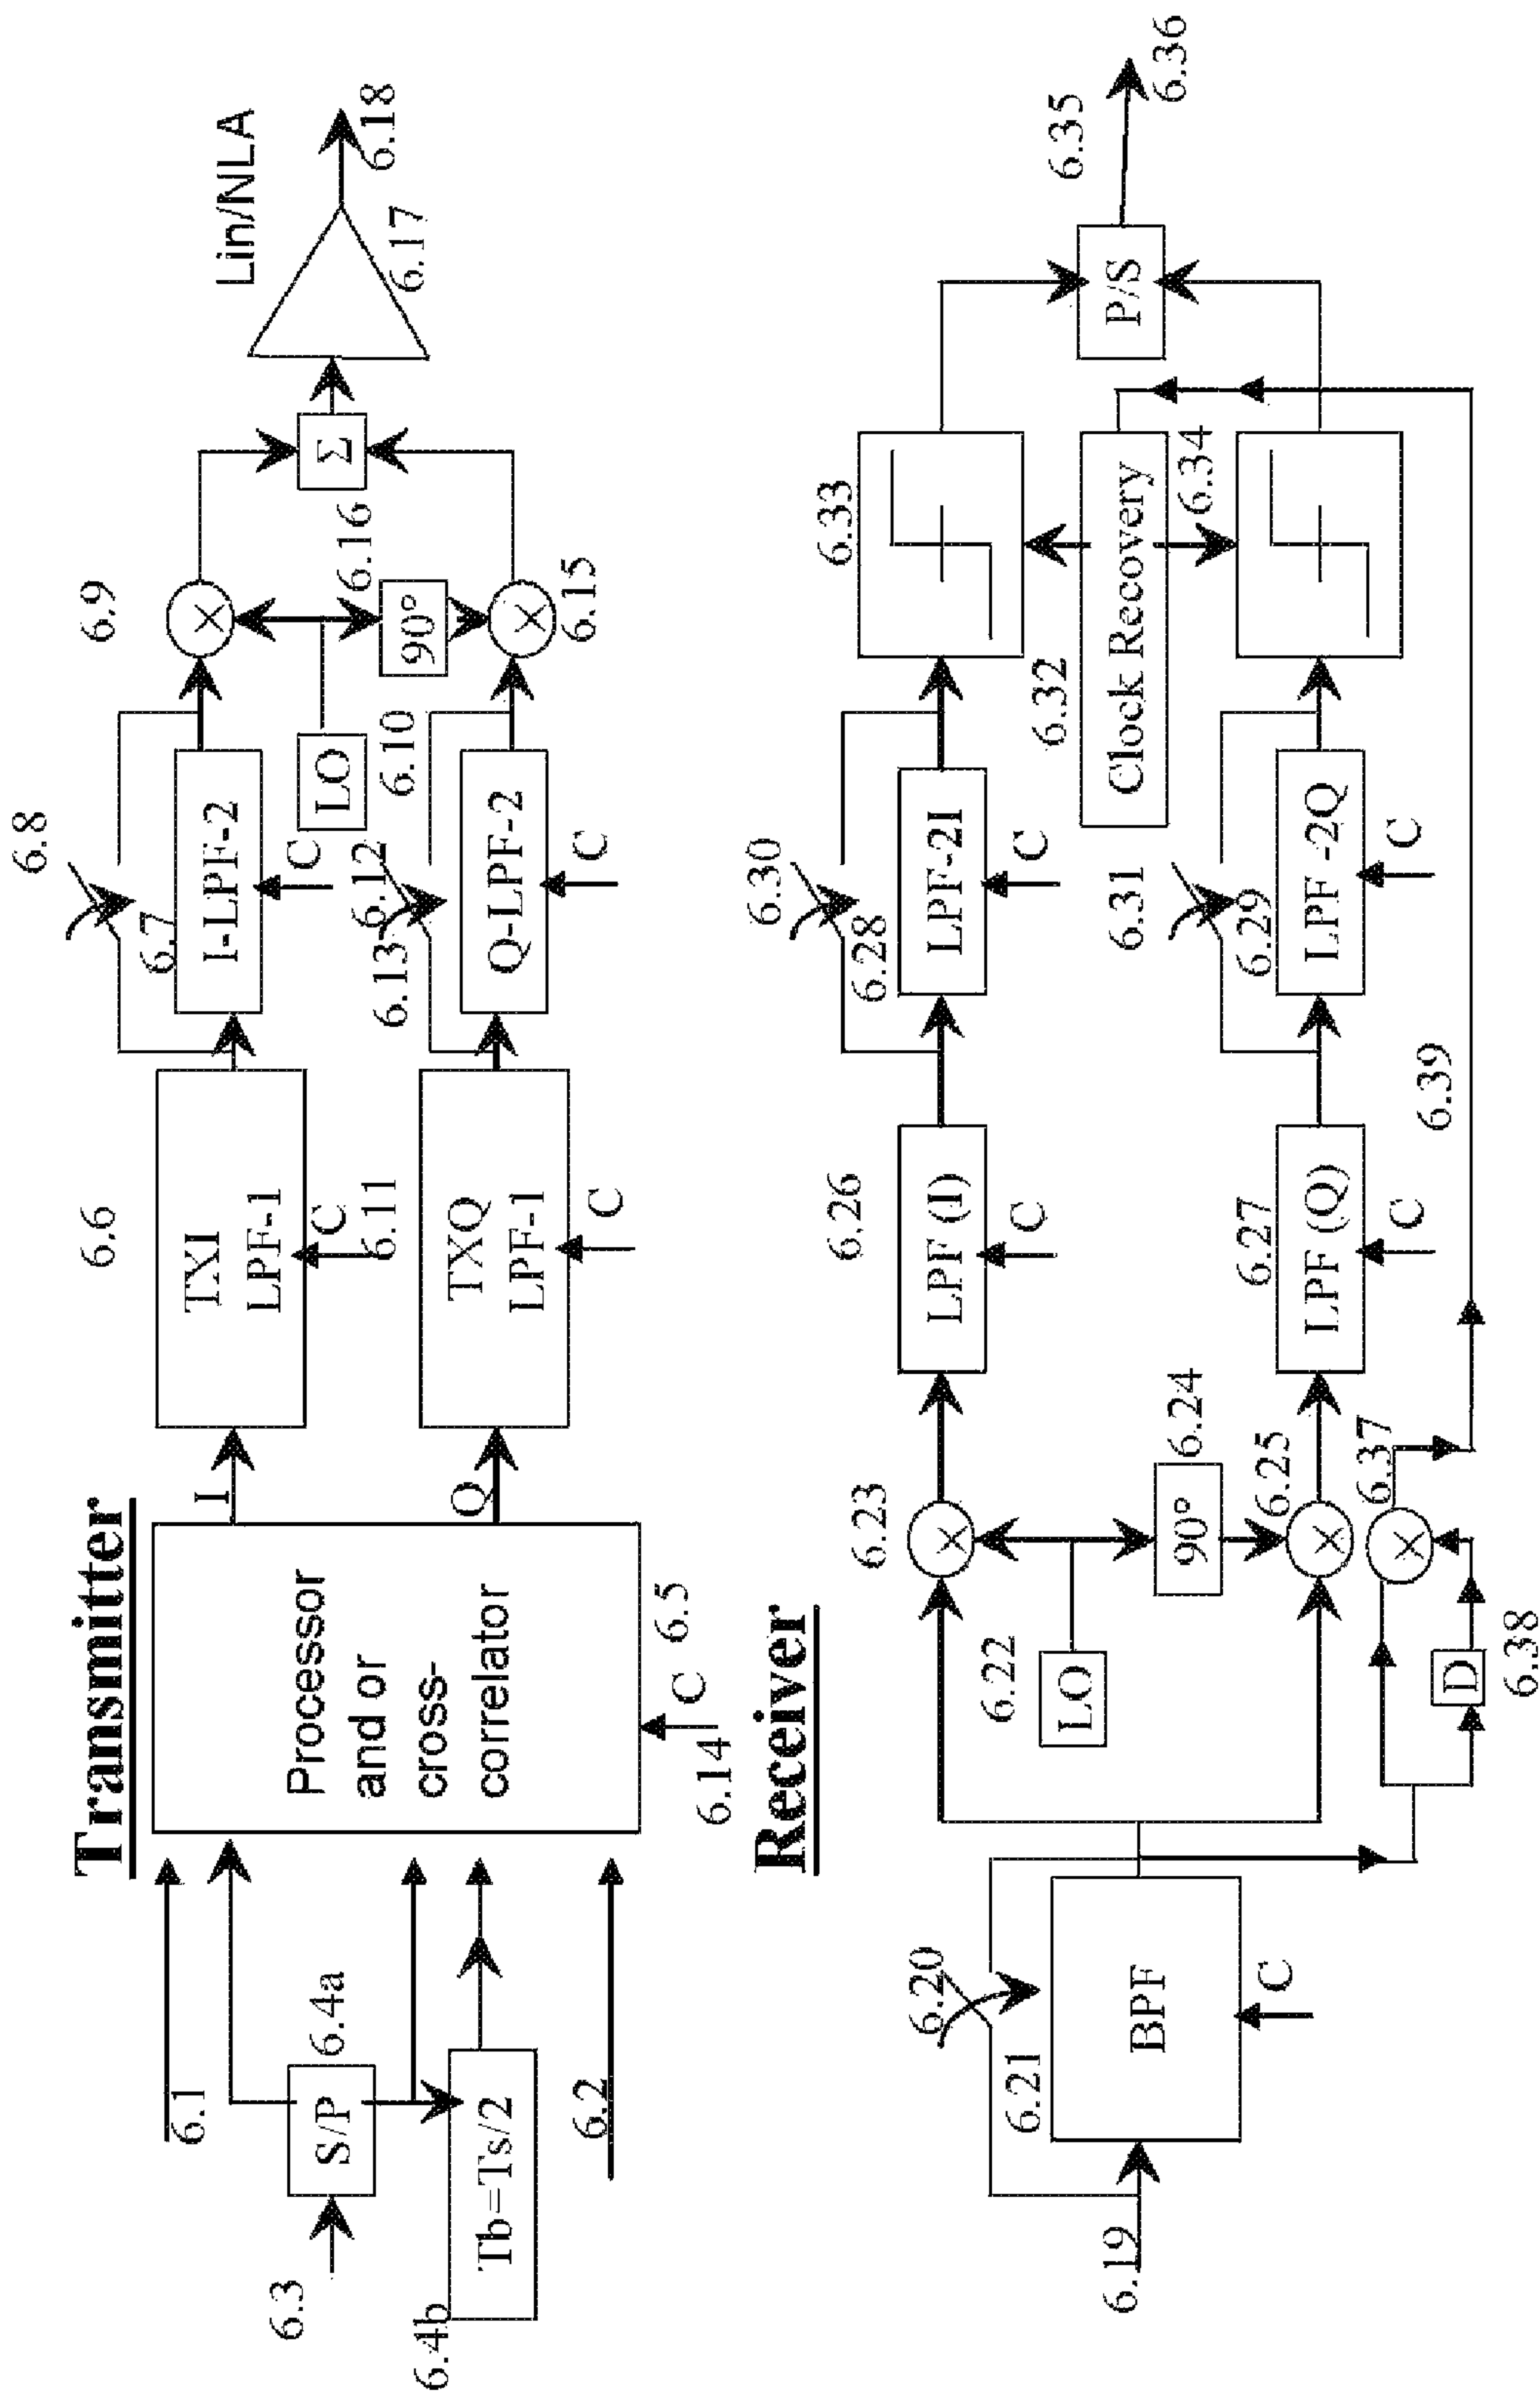 Transmitter
6.1
6.3
S/P
6.4a
6.4b
Tb=Ts/2
6.2
Processor
and or
cross-
correlator
6.5
C
6.14
I
Q
6.6
TXI
LPF-1
C
6.11
TXQ
LPF-1
C
6.8
6.7
I-LPF-2
C
6.12
6.13
Q-LPF-2
C
LO
6.10
6.9
×
6.16
90°
×
6.15
Σ
Lin/NLA
6.17
6.18
Receiver
6.19
6.20
6.21
BPF
C
6.22
LO
6.23
×
6.24
90°
6.25
×
6.37
×
D
6.38
6.39
6.26
LPF (I)
C
6.27
LPF (Q)
C
6.30
6.28
LPF-2I
C
6.31
6.29
LPF -2Q
C
6.32
Clock Recovery
6.33
6.34
P/S
6.35
6.36